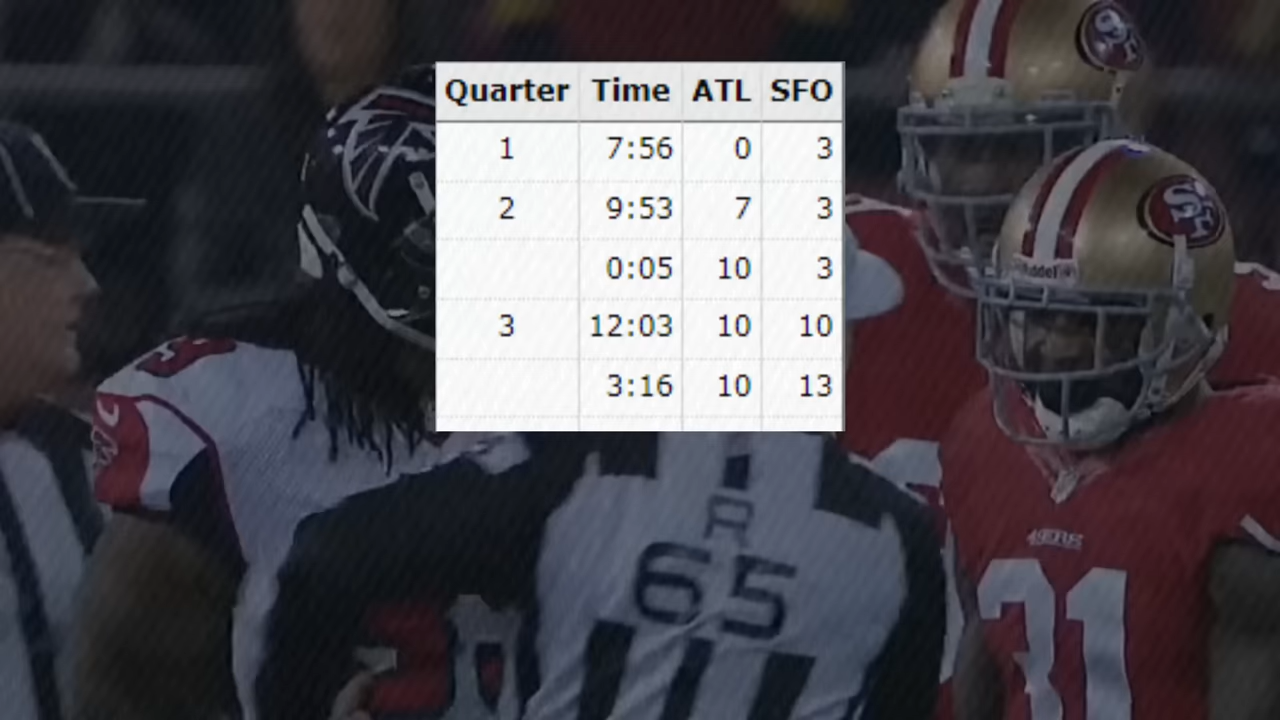 Quarter Time ATL SFO
1 7:56 0 3
2 9:53 7 3
0:05 10 3
3 12:03 10 10
3:16 10 13
SF
SF
Riddell
49ERS
31
R
65